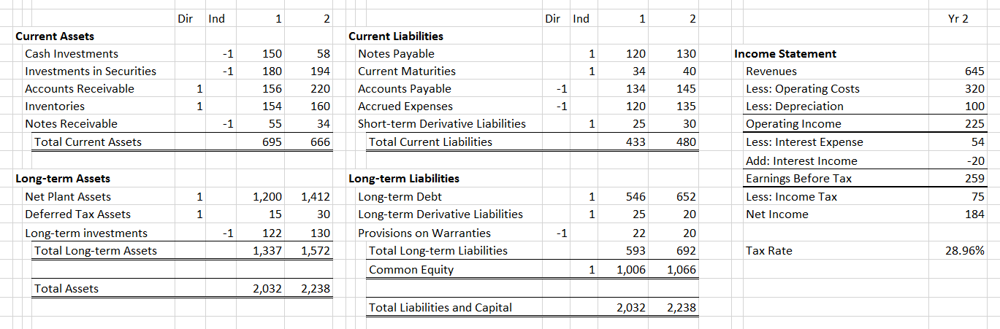 Dir Ind 1 2 Dir Ind 1 2 Yr 2
Current Assets Current Liabilities
Cash Investments -1 150 58 Notes Payable 1 120 130 Income Statement
Investments in Securities -1 180 194 Current Maturities 1 34 40 Revenues 645
Accounts Receivable 1 156 220 Accounts Payable -1 134 145 Less: Operating Costs 320
Inventories 1 154 160 Accrued Expenses -1 120 135 Less: Depreciation 100
Notes Receivable -1 55 34 Short-term Derivative Liabilities 1 25 30 Operating Income 225
Total Current Assets 695 666 Total Current Liabilities 433 480 Less: Interest Expense 54
Add: Interest Income -20
Long-term Assets Long-term Liabilities Earnings Before Tax 259
Net Plant Assets 1 1,200 1,412 Long-term Debt 1 546 652 Less: Income Tax 75
Deferred Tax Assets 1 15 30 Long-term Derivative Liabilities 1 25 20 Net Income 184
Long-term investments -1 122 130 Provisions on Warranties -1 22 20
Total Long-term Assets 1,337 1,572 Total Long-term Liabilities 593 692 Tax Rate 28.96%
Common Equity 1 1,006 1,066
Total Assets 2,032 2,238
Total Liabilities and Capital 2,032 2,238